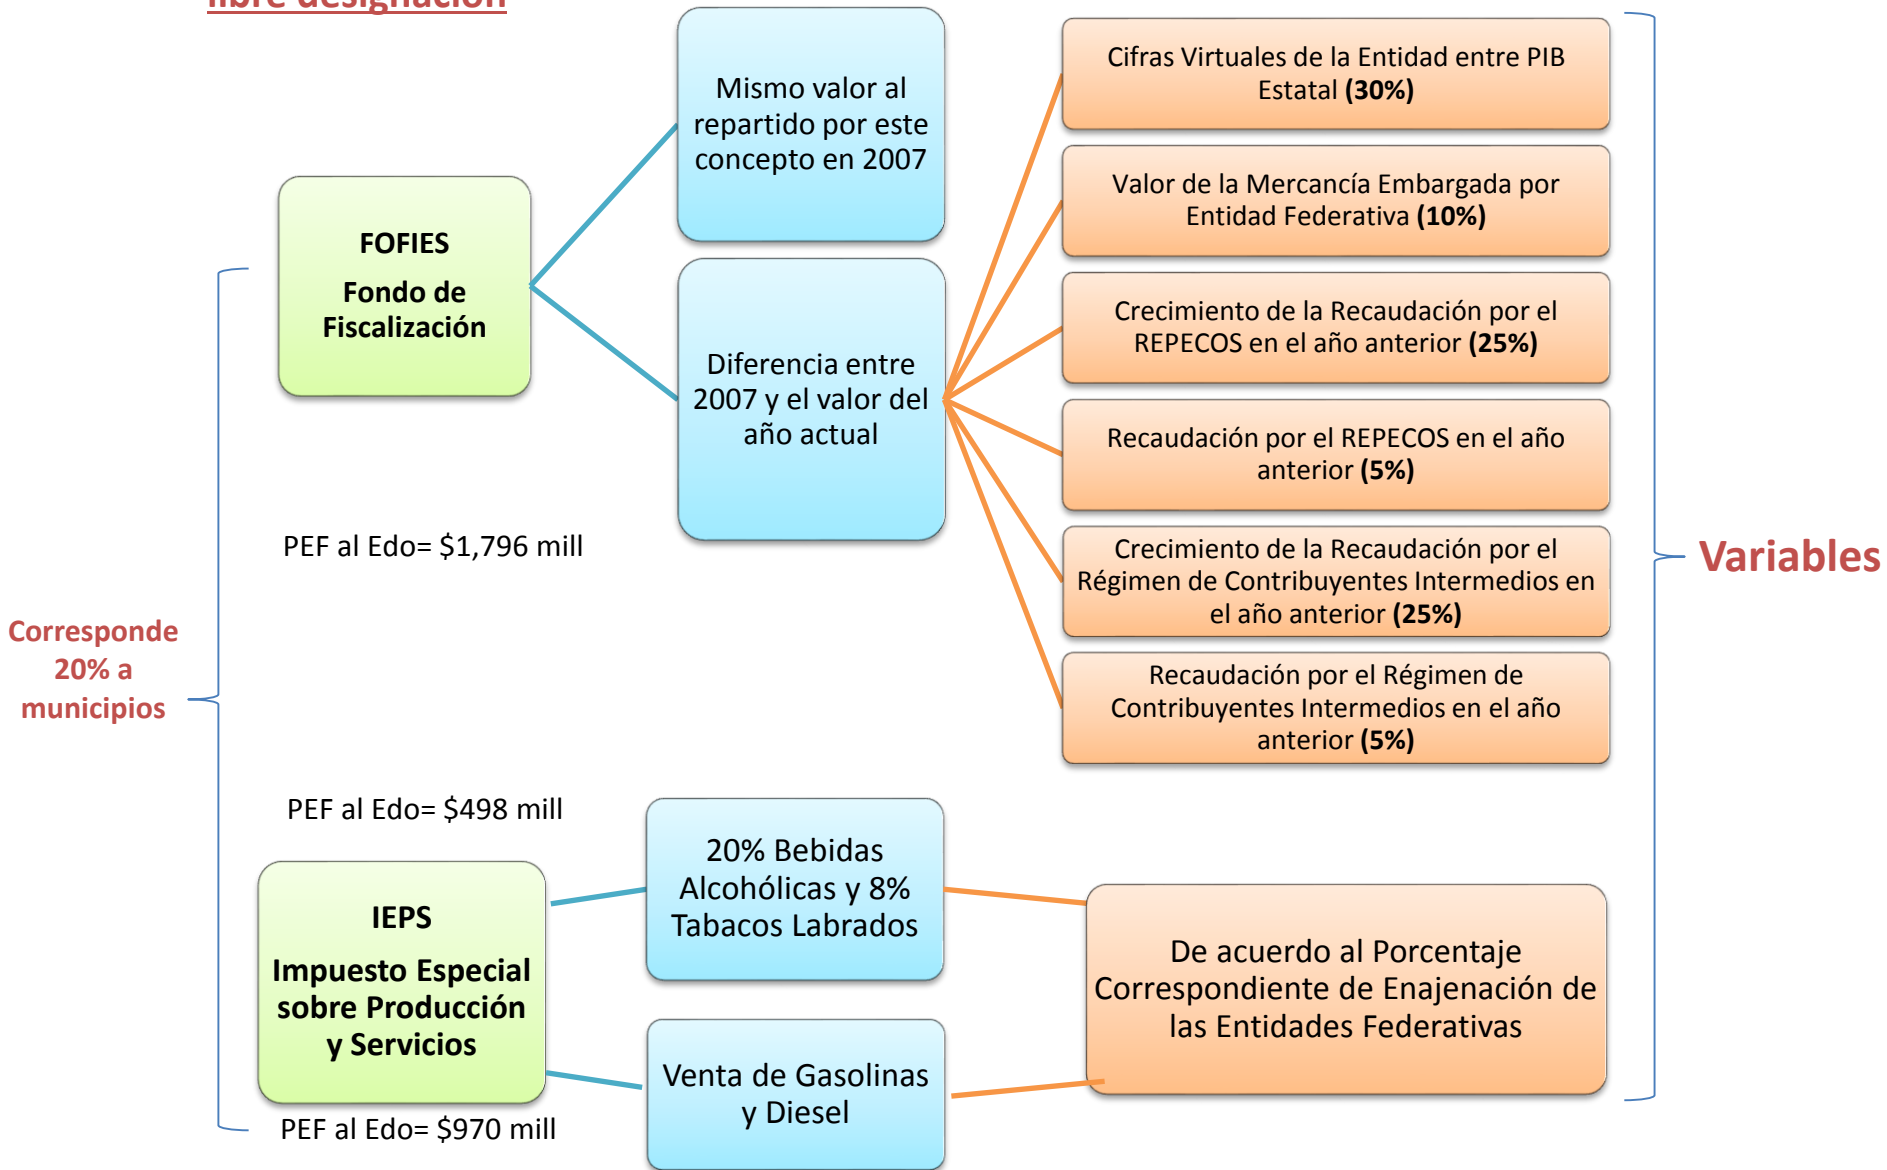 libre designación
Mismo valor al
repartido por este
concepto en 2007
Cifras Virtuales de la Entidad entre PIB
Estatal (30%)
Valor de la Mercancía Embargada por
Entidad Federativa (10%)
FOFIES
Fondo de
Fiscalización
Crecimiento de la Recaudación por el
REPECOS en el año anterior (25%)
Diferencia entre
2007 y el valor del
año actual
Recaudación por el REPECOS en el año
anterior (5%)
PEF al Edo= $1,796 mill
Crecimiento de la Recaudación por el
Régimen de Contribuyentes Intermedios en
el año anterior (25%)
Variables
Corresponde
20% a
municipios
Recaudación por el Régimen de
Contribuyentes Intermedios en el año
anterior (5%)
PEF al Edo= $498 mill
20% Bebidas
Alcohólicas y 8%
Tabacos Labrados
IEPS
Impuesto Especial
sobre Producción
y Servicios
De acuerdo al Porcentaje
Correspondiente de Enajenación de
las Entidades Federativas
Venta de Gasolinas
y Diesel
PEF al Edo= $970 mill